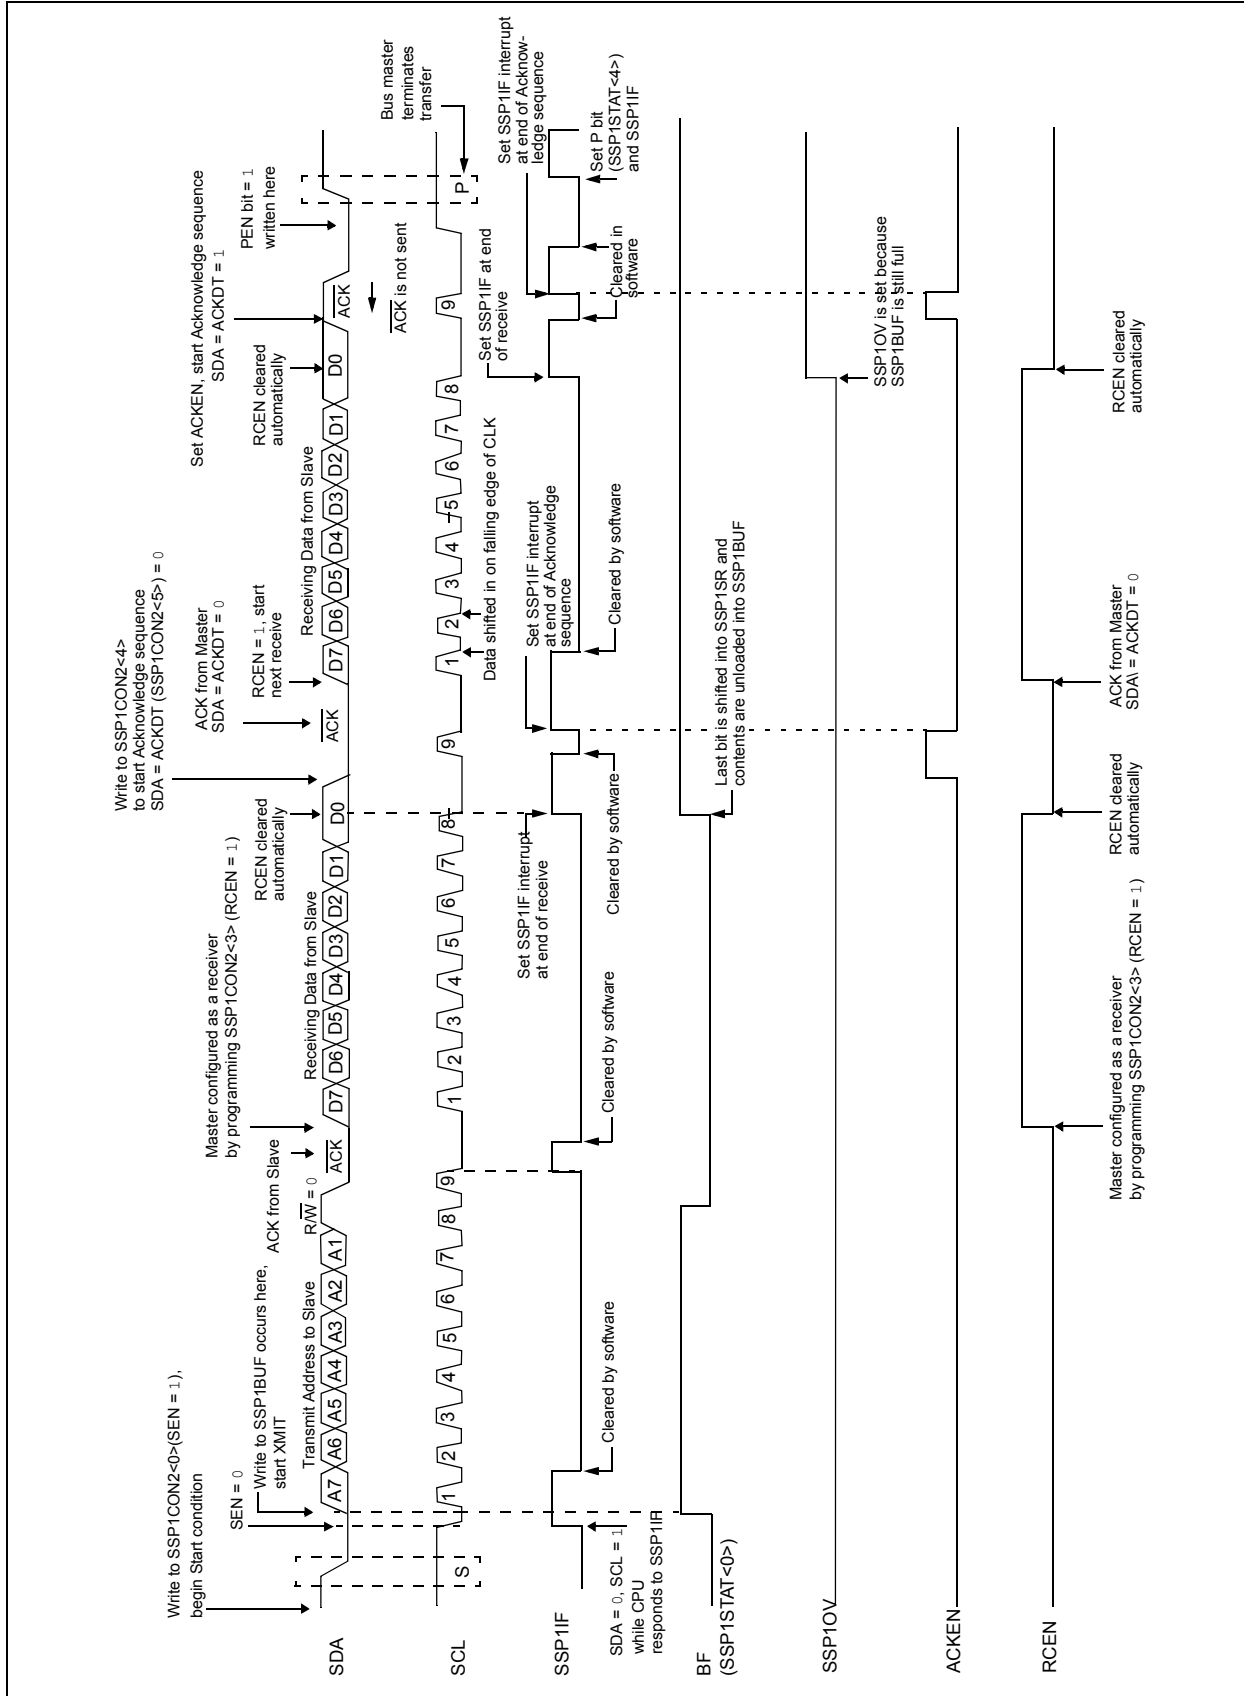 Write to SSP1CON2<0>(SEN = 1),
begin Start condition
SEN = 0
Write to SSP1BUF occurs here,
start XMIT
ACK from Slave
Master configured as a receiver
by programming SSP1CON2<3> (RCEN = 1)
RCEN cleared
automatically
Write to SSP1CON2<4>
to start Acknowledge sequence
SDA = ACKDT (SSP1CON2<5>) = 0
ACK from Master
SDA = ACKDT = 0
RCEN = 1, start
next receive
RCEN cleared
automatically
Set ACKEN, start Acknowledge sequence
SDA = ACKDT = 1
PEN bit = 1
written here
Transmit Address to Slave
R/W = 0
Receiving Data from Slave
Receiving Data from Slave
SDA
A7 A6 A5 A4 A3 A2 A1 ACK D7 D6 D5 D4 D3 D2 D1 D0 ACK D7 D6 D5 D4 D3 D2 D1 D0 ACK
ACK is not sent
Bus master
terminates
transfer
SCL
S 1 2 3 4 5 6 7 8 9 1 2 3 4 5 6 7 8 9 1 2 3 4 5 6 7 8 9 P
Data shifted in on falling edge of CLK
Set SSP1IF interrupt
at end of receive
Set SSP1IF interrupt
at end of Acknowledge
sequence
Set SSP1IF at end
of receive
Set SSP1IF interrupt
at end of Acknow-
ledge sequence
SSP1IF
SDA = 0, SCL = 1
while CPU
responds to SSP1IF
Cleared by software
Cleared by software
Cleared by software
Cleared by software
Cleared in
software
Set P bit
(SSP1STAT<4>)
and SSP1IF
BF
(SSP1STAT<0>)
Last bit is shifted into SSP1SR and
contents are unloaded into SSP1BUF
SSP1OV
SSP1OV is set because
SSP1BUF is still full
ACKEN
RCEN
Master configured as a receiver
by programming SSP1CON2<3> (RCEN = 1)
RCEN cleared
automatically
ACK from Master
SDA\ = ACKDT = 0
RCEN cleared
automatically